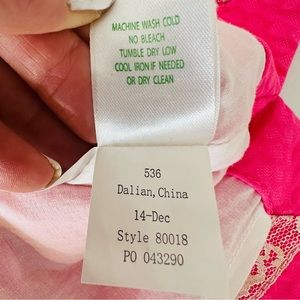 MACHINE WASH COLD
NO BLEACH
TUMBLE DRY LOW
COOL IRON IF NEEDED
OR DRY CLEAN
536
Dalian, China
14-Dec
Style 80018
PO 043290